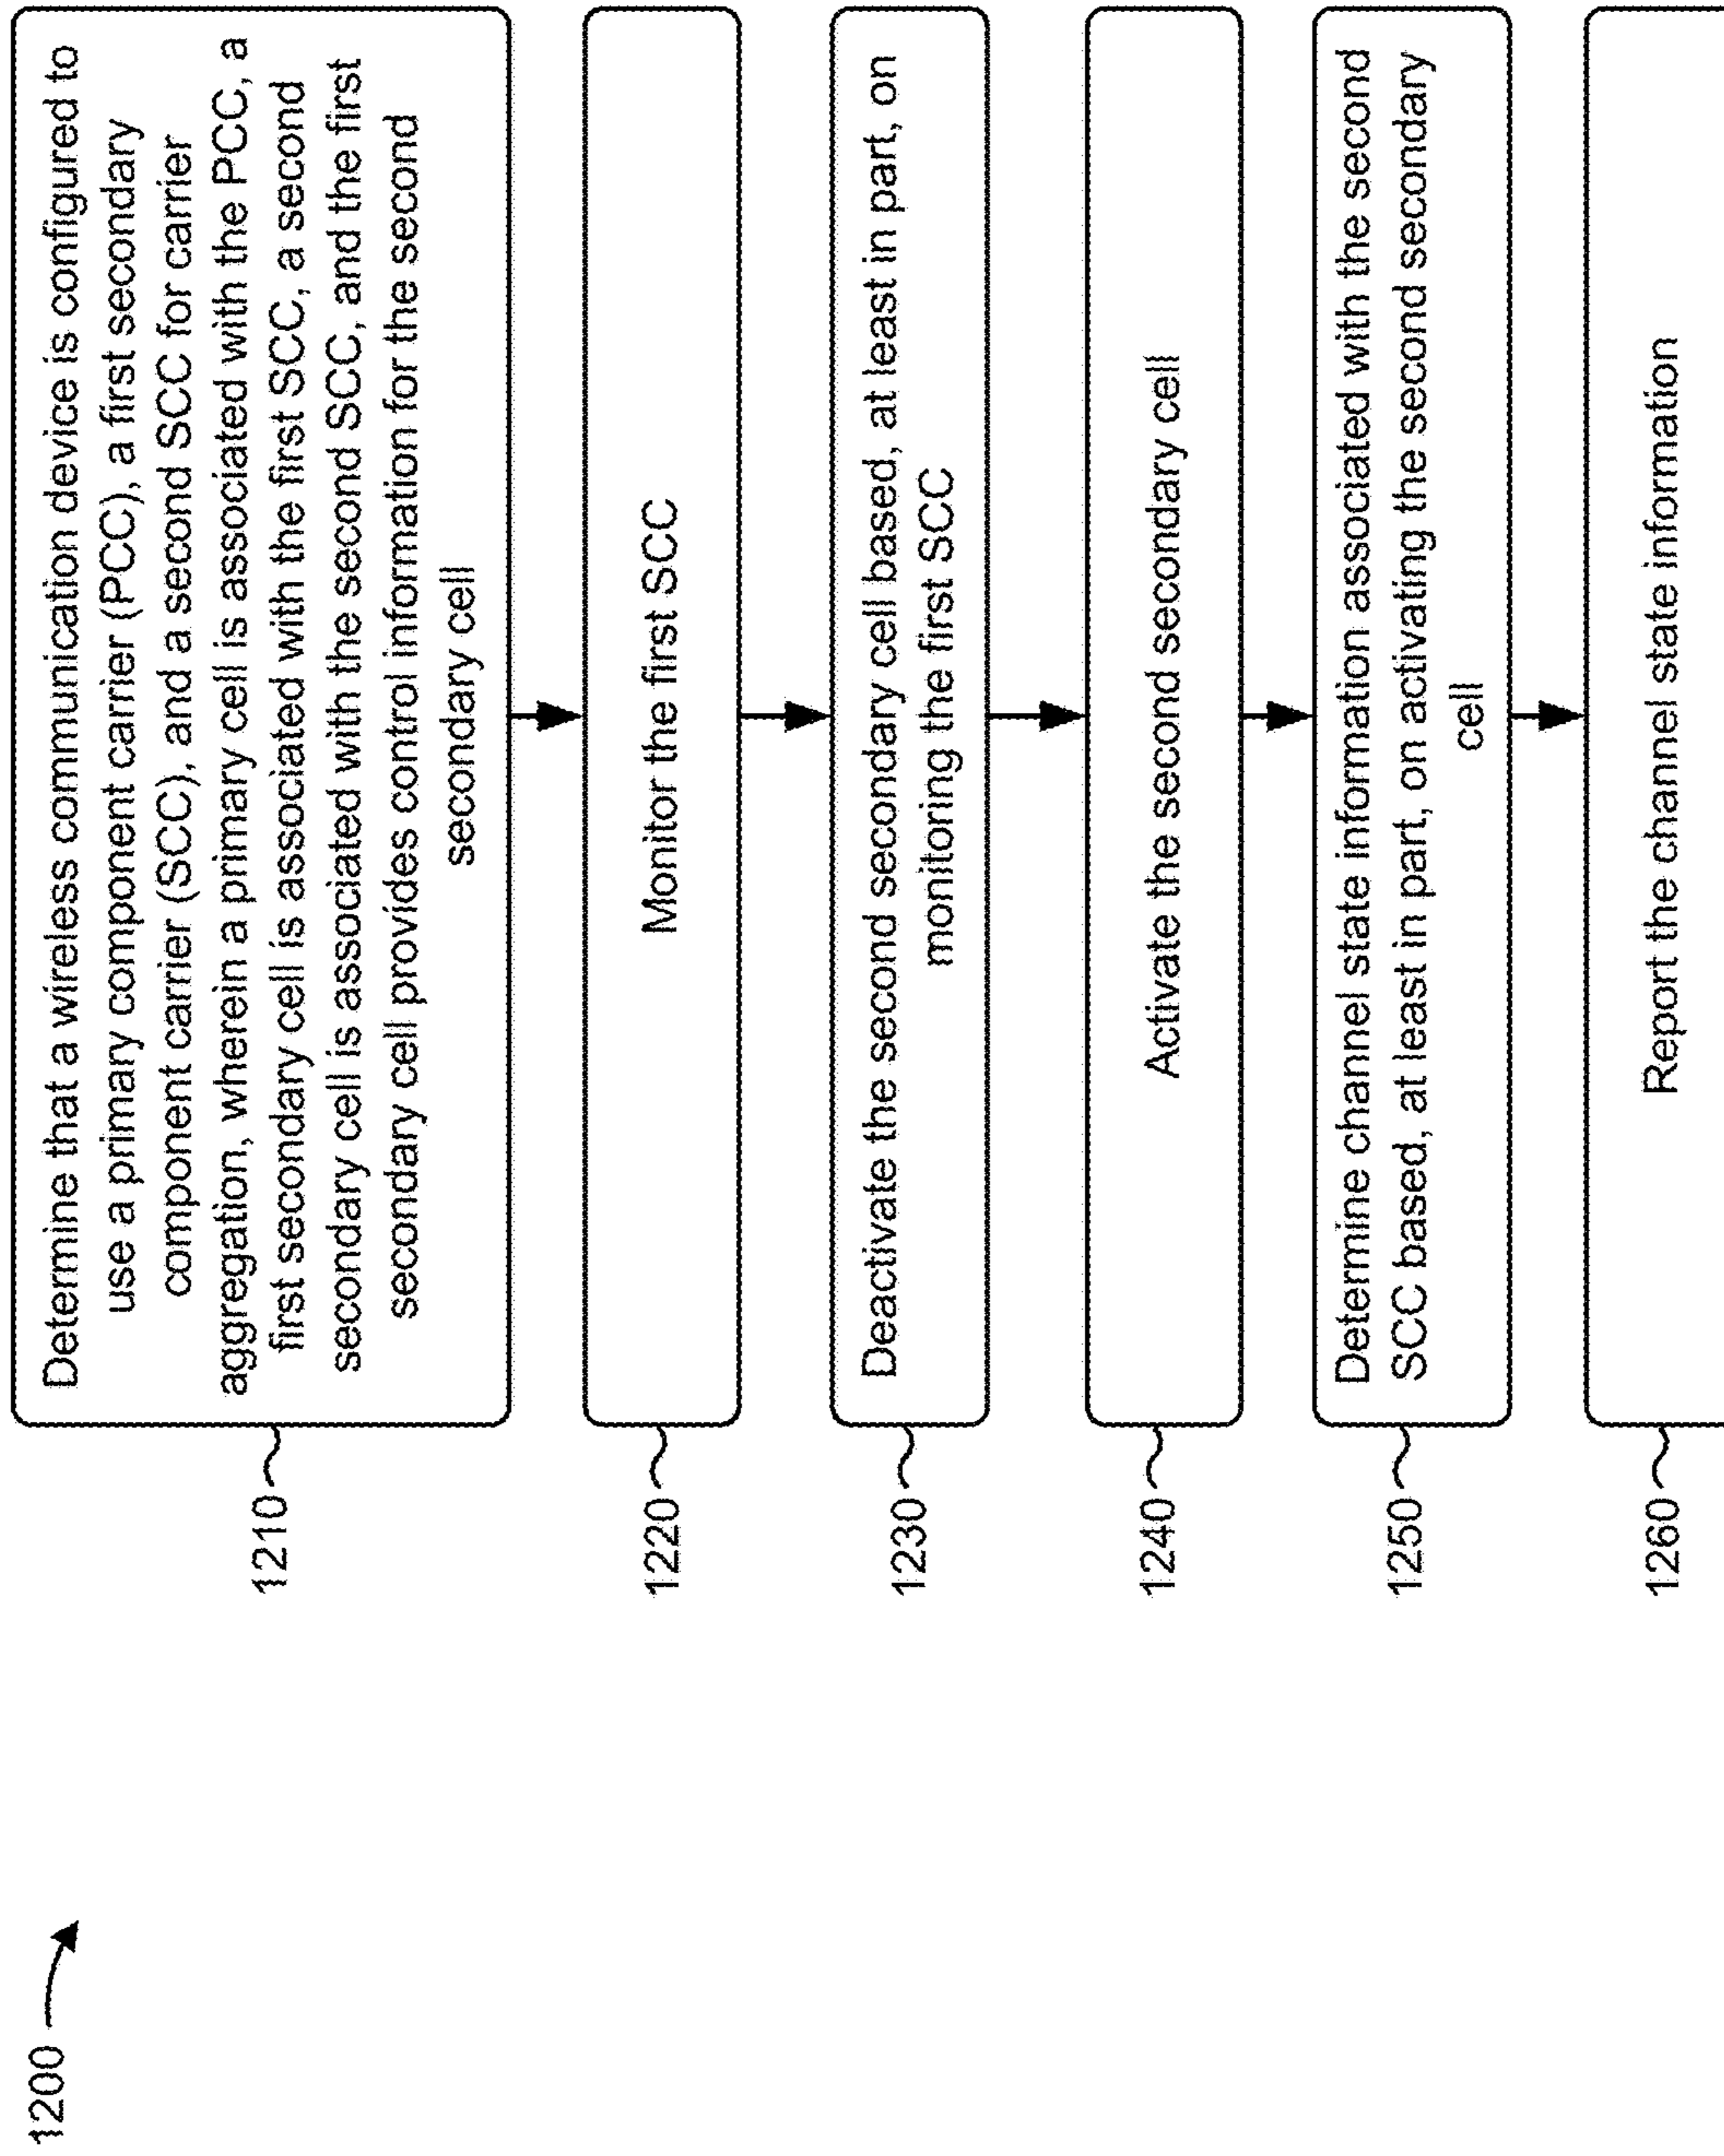 1200
1210
Determine that a wireless communication device is configured to
use a primary component carrier (PCC), a first secondary
component carrier (SCC), and a second SCC for carrier
aggregation, wherein a primary cell is associated with the PCC, a
first secondary cell is associated with the first SCC, a second
secondary cell is associated with the second SCC, and the first
secondary cell provides control information for the second
secondary cell
1220
Monitor the first SCC
1230
Deactivate the second secondary cell based, at least in part, on
monitoring the first SCC
1240
Activate the second secondary cell
1250
Determine channel state information associated with the second
SCC based, at least in part, on activating the second secondary
cell
1260
Report the channel state information